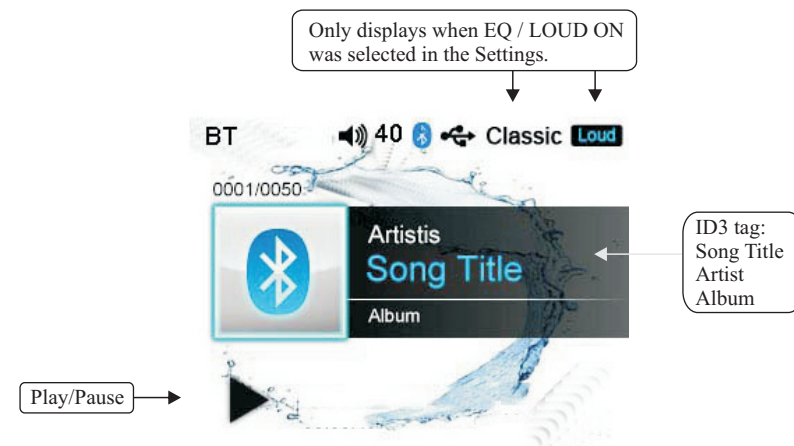 Only displays when EQ / LOUD ON
was selected in the Settings.
BT 40 Classic Loud
0001/0050
Artistis
Song Title
Album
ID3 tag:
Song Title
Artist
Album
Play/Pause